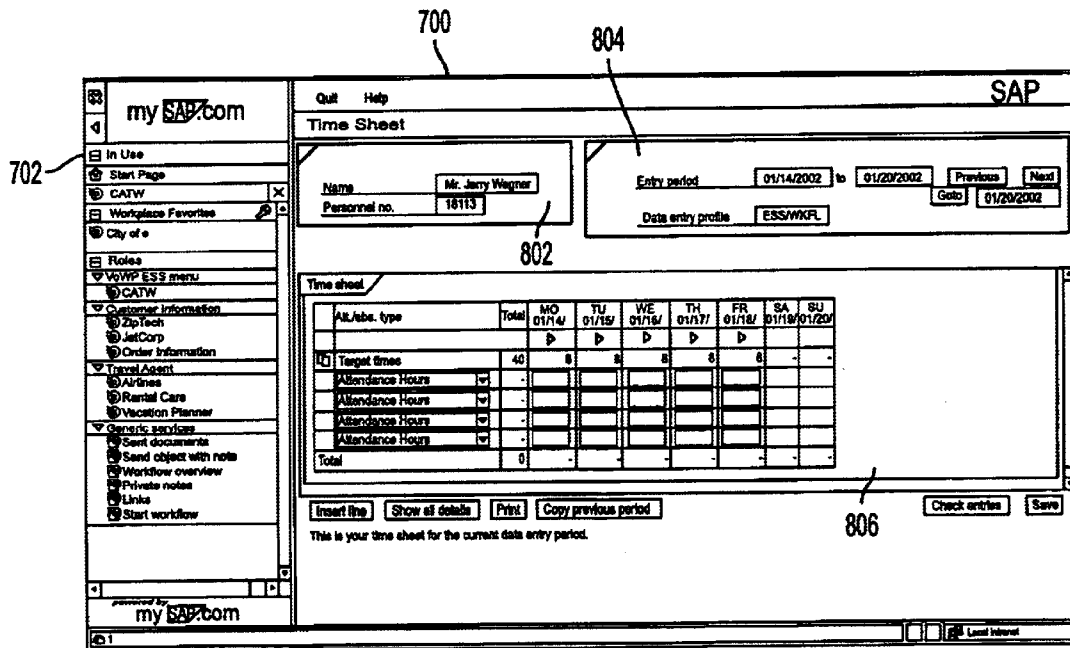 700
804
my SAP.com
Quit Help
SAP
Time Sheet
702
In Use
Start Page
CATW
Workplace Favorites
City of e
Roles
VoWP ESS menu
CATW
Customer Information
ZipTech
JetCorp
Order Information
Travel Agent
Airlines
Rental Cars
Vacation Planner
Generic services
Sent documents
Send object with note
Workflow overview
Private notes
Links
Start workflow
powered by
my SAP.com
Name Mr. Jerry Wagner
Personnel no. 18113
802
Entry period 01/14/2002 to 01/20/2002 Previous Next
Goto 01/20/2002
Data entry profile ESS/WKFL
Time sheet
Att./abs. type Total MO 01/14/ TU 01/15/ WE 01/16/ TH 01/17/ FR 01/18/ SA 01/19/ SU 01/20/
Target times 40 8 8 8 8 8 - -
Attendance Hours -
Attendance Hours -
Attendance Hours -
Attendance Hours -
Total 0 - - - - - - -
806
Insert line Show all details Print Copy previous period Check entries Save
This is your time sheet for the current data entry period.
1
Local intranet